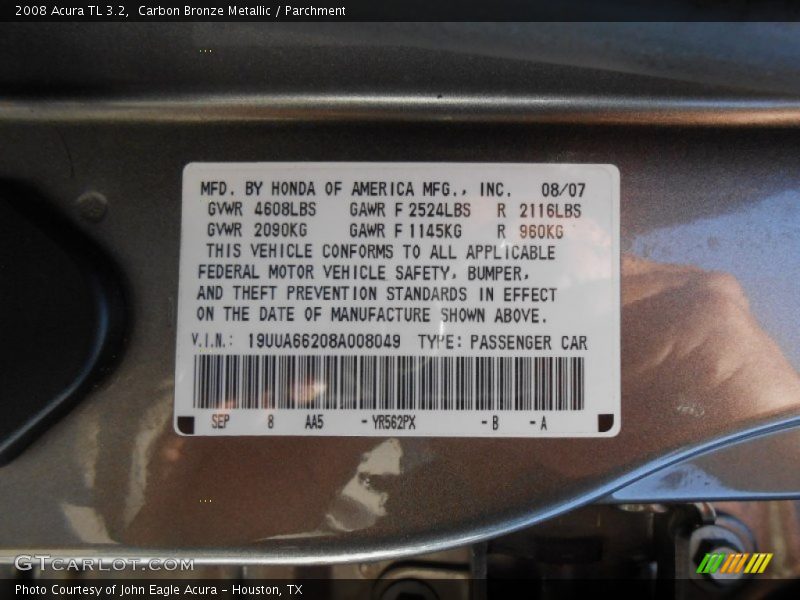 2008 Acura TL 3.2,  Carbon Bronze Metallic / Parchment
MFD. BY HONDA OF AMERICA MFG., INC. 08/07
GVWR 4608LBS GAWR F 2524LBS R 2116LBS
GVWR 2090KG GAWR F 1145KG R 960KG
THIS VEHICLE CONFORMS TO ALL APPLICABLE
FEDERAL MOTOR VEHICLE SAFETY, BUMPER,
AND THEFT PREVENTION STANDARDS IN EFFECT
ON THE DATE OF MANUFACTURE SHOWN ABOVE.
V.I.N.: 19UUA66208A008049 TYPE: PASSENGER CAR
SEP 8 AA5 - YR562PX - B - A
GTCARLOT.COM
Photo Courtesy of John Eagle Acura - Houston, TX